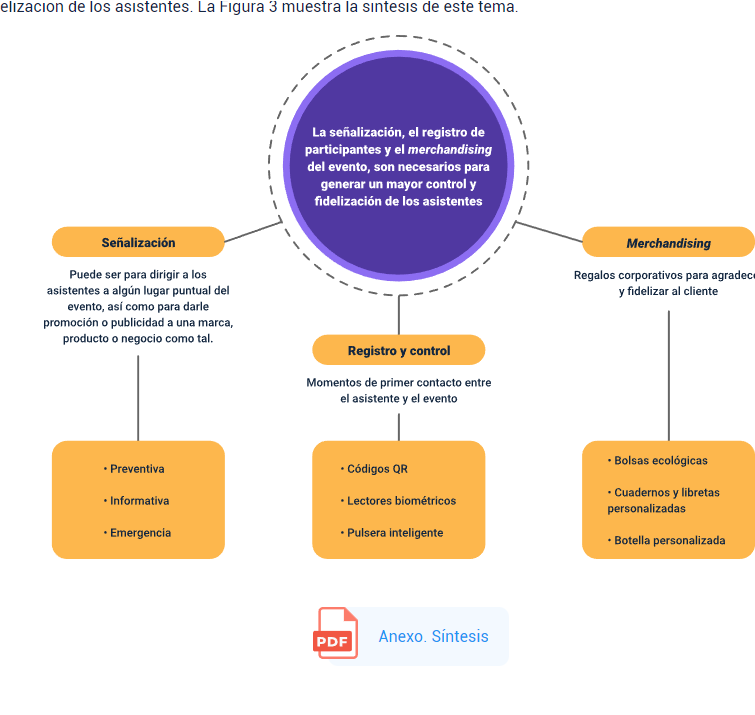 elización de los asistentes. La Figura 3 muestra la síntesis de este tema.
La señalización, el registro de
participantes y el merchandising
del evento, son necesarios para
generar un mayor control y
fidelización de los asistentes
Señalización
Puede ser para dirigir a los
asistentes a algún lugar puntual del
evento, así como para darle
promoción o publicidad a una marca,
producto o negocio como tal.
• Preventiva
• Informativa
• Emergencia
Registro y control
Momentos de primer contacto entre
el asistente y el evento
• Códigos QR
• Lectores biométricos
• Pulsera inteligente
Merchandising
Regalos corporativos para agradece
y fidelizar al cliente
• Bolsas ecológicas
• Cuadernos y libretas
personalizadas
• Botella personalizada
PDF
Anexo. Síntesis